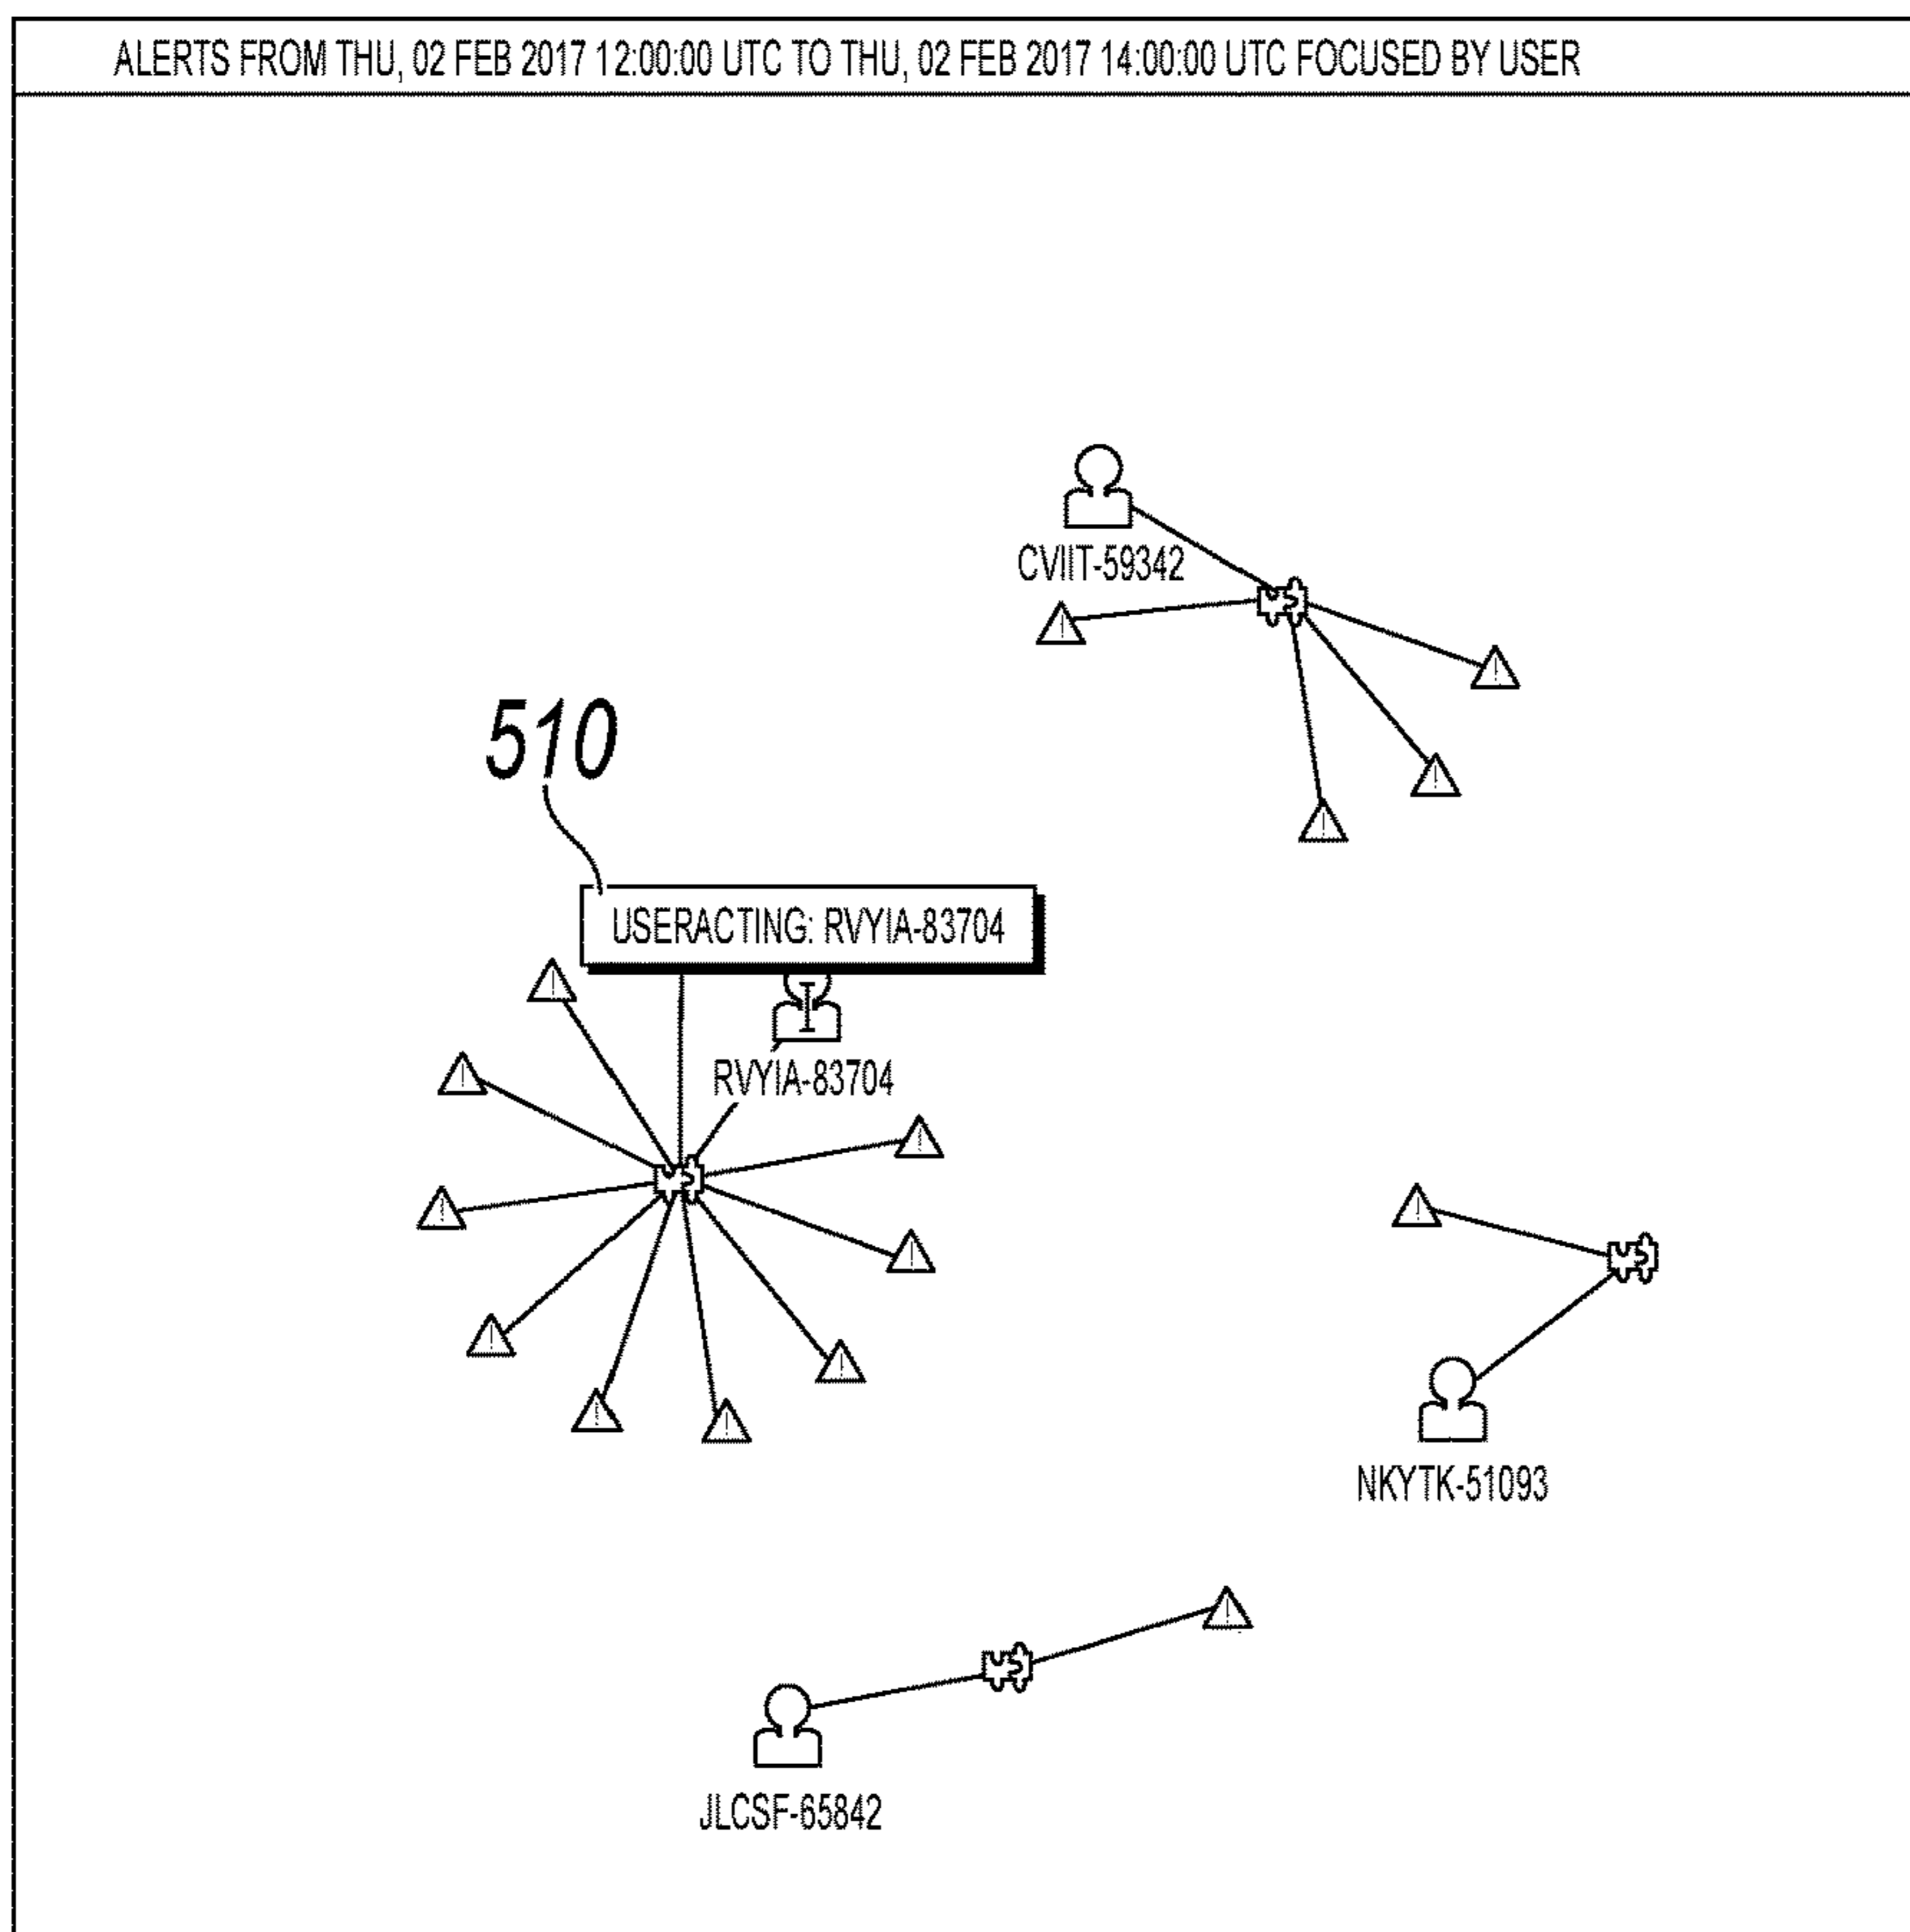 ALERTS FROM THU, 02 FEB 2017 12:00:00 UTC TO THU, 02 FEB 2017 14:00:00 UTC FOCUSED BY USER
CVIIT-59342
510
USERACTING: RVYIA-83704
RVYIA-83704
NKYTK-51093
JLCSF-65842